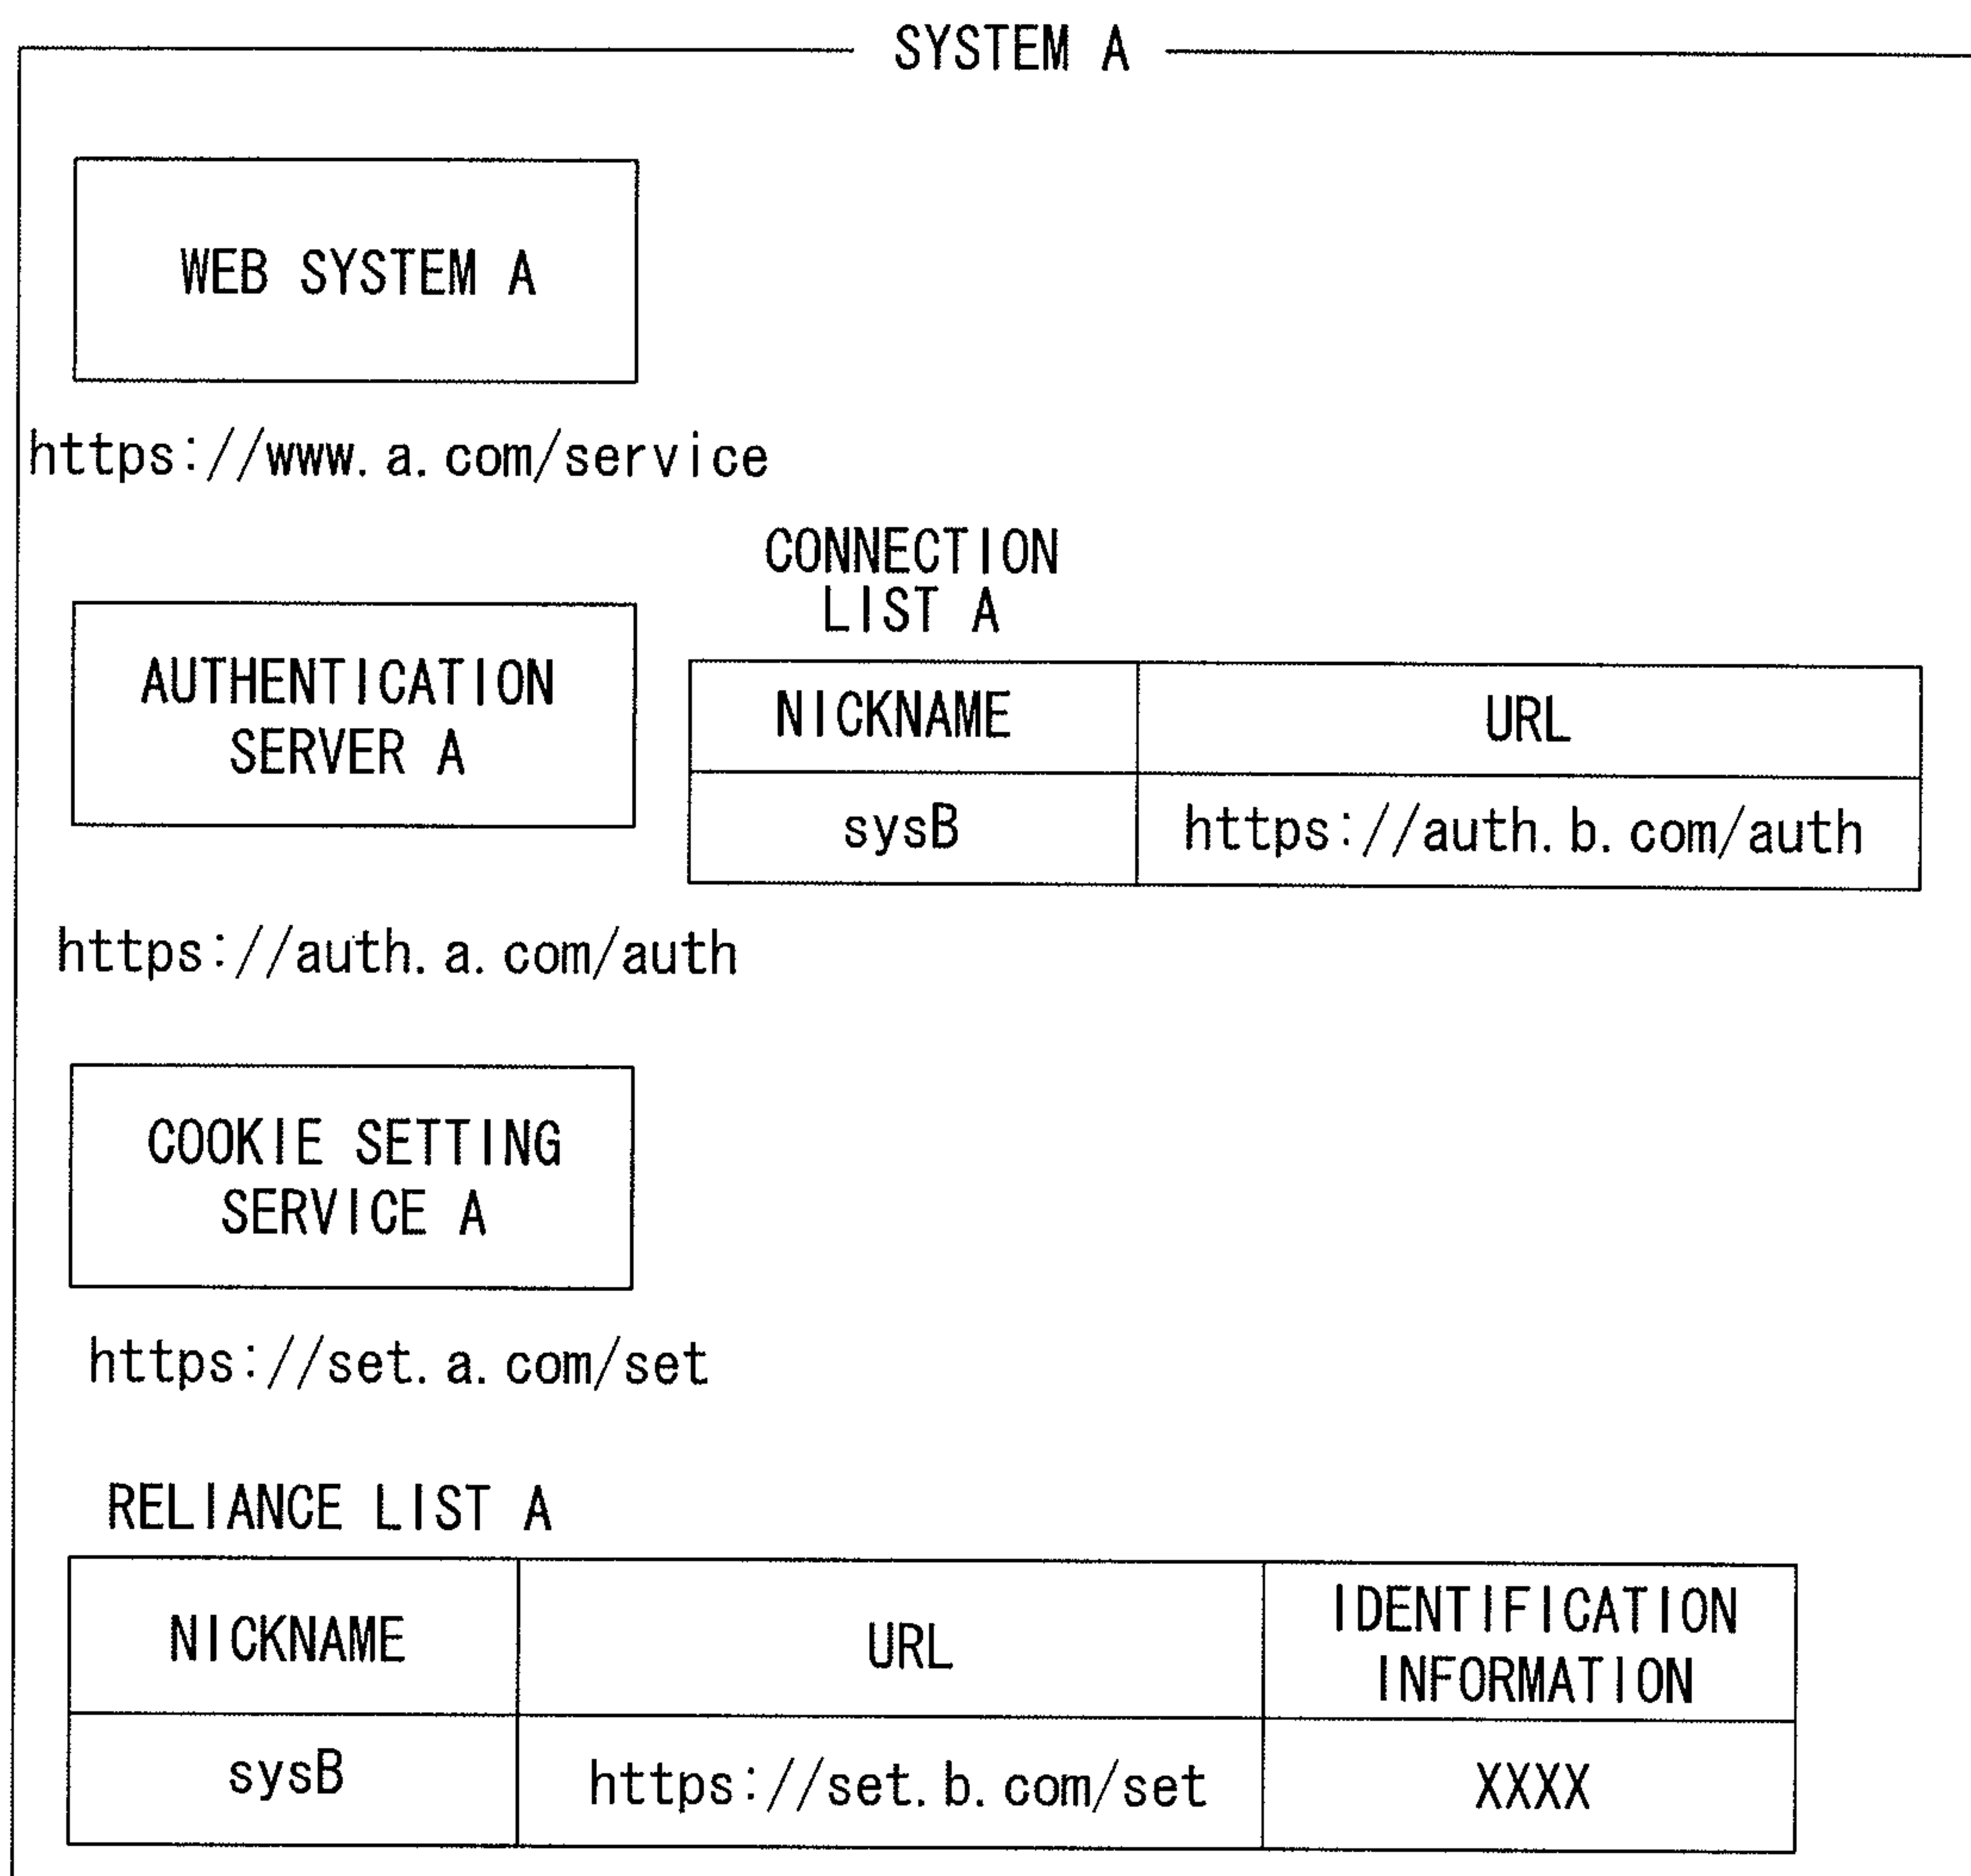 SYSTEM A
WEB SYSTEM A
https://www.a.com/service
CONNECTION
LIST A
AUTHENTICATION
SERVER A
NICKNAME URL
sysB https://auth.b.com/auth
https://auth.a.com/auth
COOKIE SETTING
SERVICE A
https://set.a.com/set
RELIANCE LIST A
NICKNAME URL IDENTIFICATION
INFORMATION
sysB https://set.b.com/set XXXX